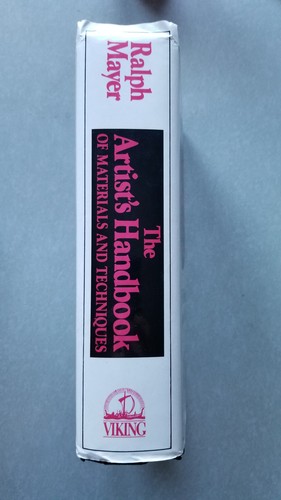 Ralph
Mayer
The
Artist's Handbook
OF MATERIALS AND TECHNIQUES
VIKING